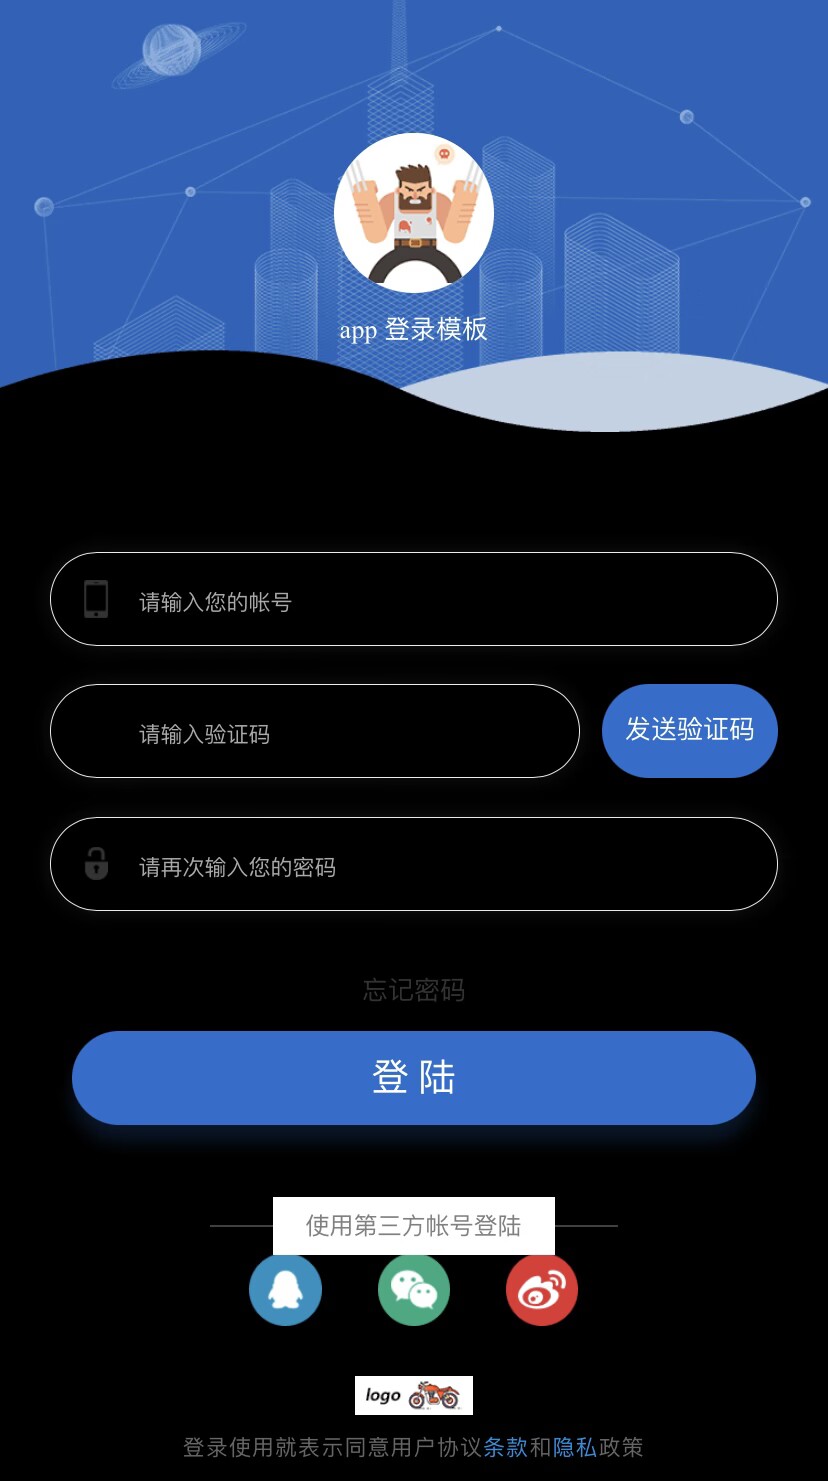 app 登录模板
请输入您的帐号
请输入验证码
发送验证码
请再次输入您的密码
忘记密码
登 陆
使用第三方帐号登陆
logo
登录使用就表示同意用户协议条款和隐私政策